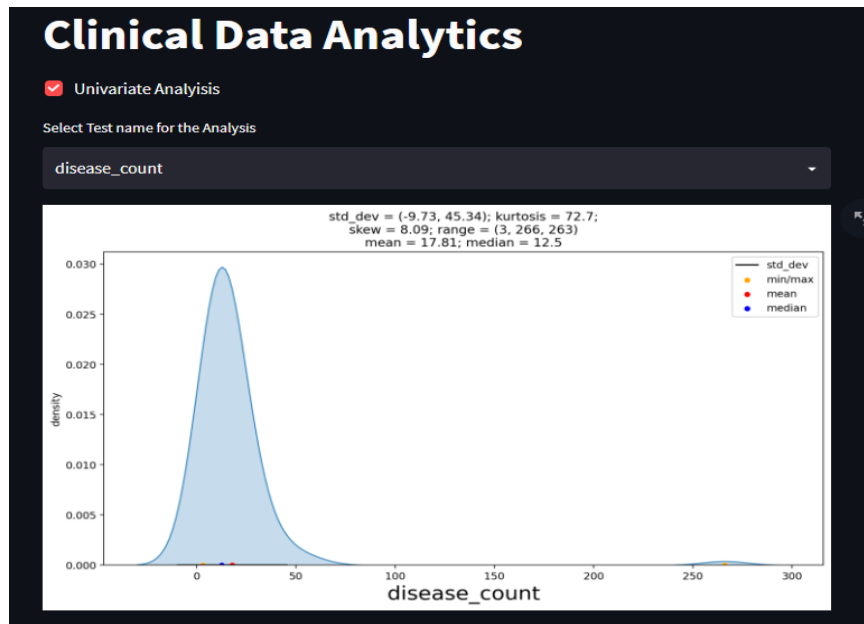 Clinical Data Analytics
Univariate Analyisis
Select Test name for the Analysis
disease_count
std_dev = (-9.73, 45.34); kurtosis = 72.7;
skew = 8.09; range = (3, 266, 263)
mean = 17.81; median = 12.5
std_dev
min/max
mean
median
0.030
0.025
0.020
0.015
0.010
0.005
0.000
density
0 50 100 150 200 250 300
disease_count